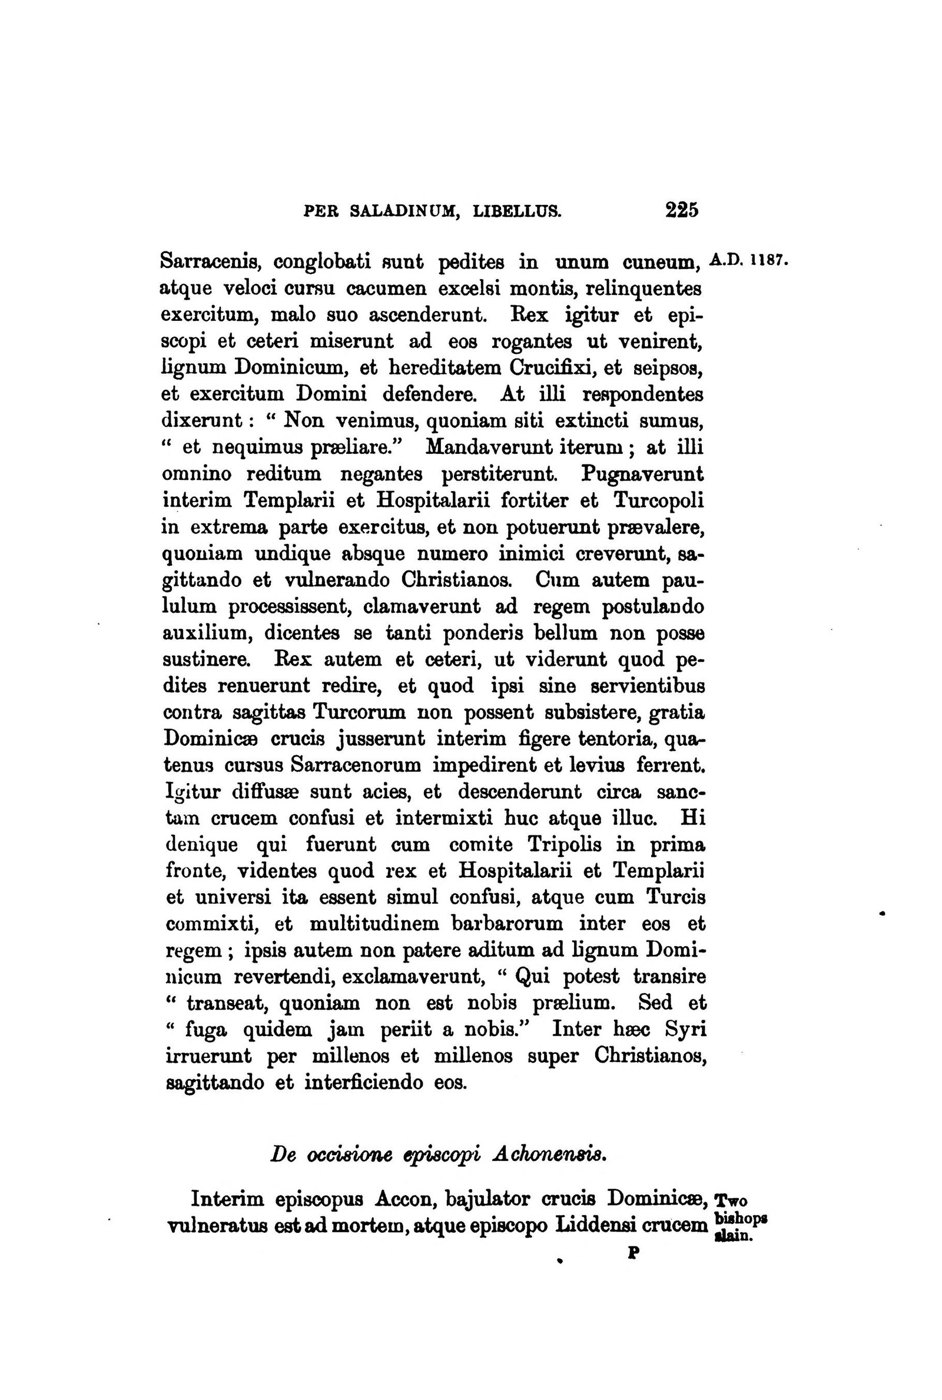 PER SALADINUM, LIBELLUS. 225
Sarracenis, conglobati sunt pedites in unum cuneum, A.D. 1187.
atque veloci cursu cacumen excelsi montis, relinquentes
exercitum, malo suo ascenderunt. Rex igitur et epi-
scopi et ceteri miserunt ad eos rogantes ut venirent,
lignum Dominicum, et hereditatem Crucifixi, et seipsos,
et exercitum Domini defendere. At illi respondentes
dixerunt : “ Non venimus, quoniam siti extincti sumus,
“ et nequimus præliare.” Mandaverunt iterum ; at illi
omnino reditum negantes perstiterunt. Pugnaverunt
interim Templarii et Hospitalarii fortiter et Turcopoli
in extrema parte exercitus, et non potuerunt prævalere,
quoniam undique absque numero inimici creverunt, sa-
gittando et vulnerando Christianos. Cum autem pau-
lulum processissent, clamaverunt ad regem postulando
auxilium, dicentes se tanti ponderis bellum non posse
sustinere. Rex autem et ceteri, ut viderunt quod pe-
dites renuerunt redire, et quod ipsi sine servientibus
contra sagittas Turcorum non possent subsistere, gratia
Dominicæ crucis jusserunt interim figere tentoria, qua-
tenus cursus Sarracenorum impedirent et levius ferrent.
Igitur diffusæ sunt acies, et descenderunt circa sanc-
tam crucem confusi et intermixti huc atque illuc. Hi
denique qui fuerunt cum comite Tripolis in prima
fronte, videntes quod rex et Hospitalarii et Templarii
et universi ita essent simul confusi, atque cum Turcis
commixti, et multitudinem barbarorum inter eos et
regem ; ipsis autem non patere aditum ad lignum Domi-
nicum revertendi, exclamaverunt, “ Qui potest transire
“ transeat, quoniam non est nobis prælium. Sed et
“ fuga quidem jam periit a nobis.” Inter hæc Syri
irruerunt per millenos et millenos super Christianos,
sagittando et interficiendo eos.
De occisione episcopi Achonensis.
Interim episcopus Accon, bajulator crucis Dominicæ, Two
vulneratus est ad mortem, atque episcopo Liddensi crucem bishops
slain.
P